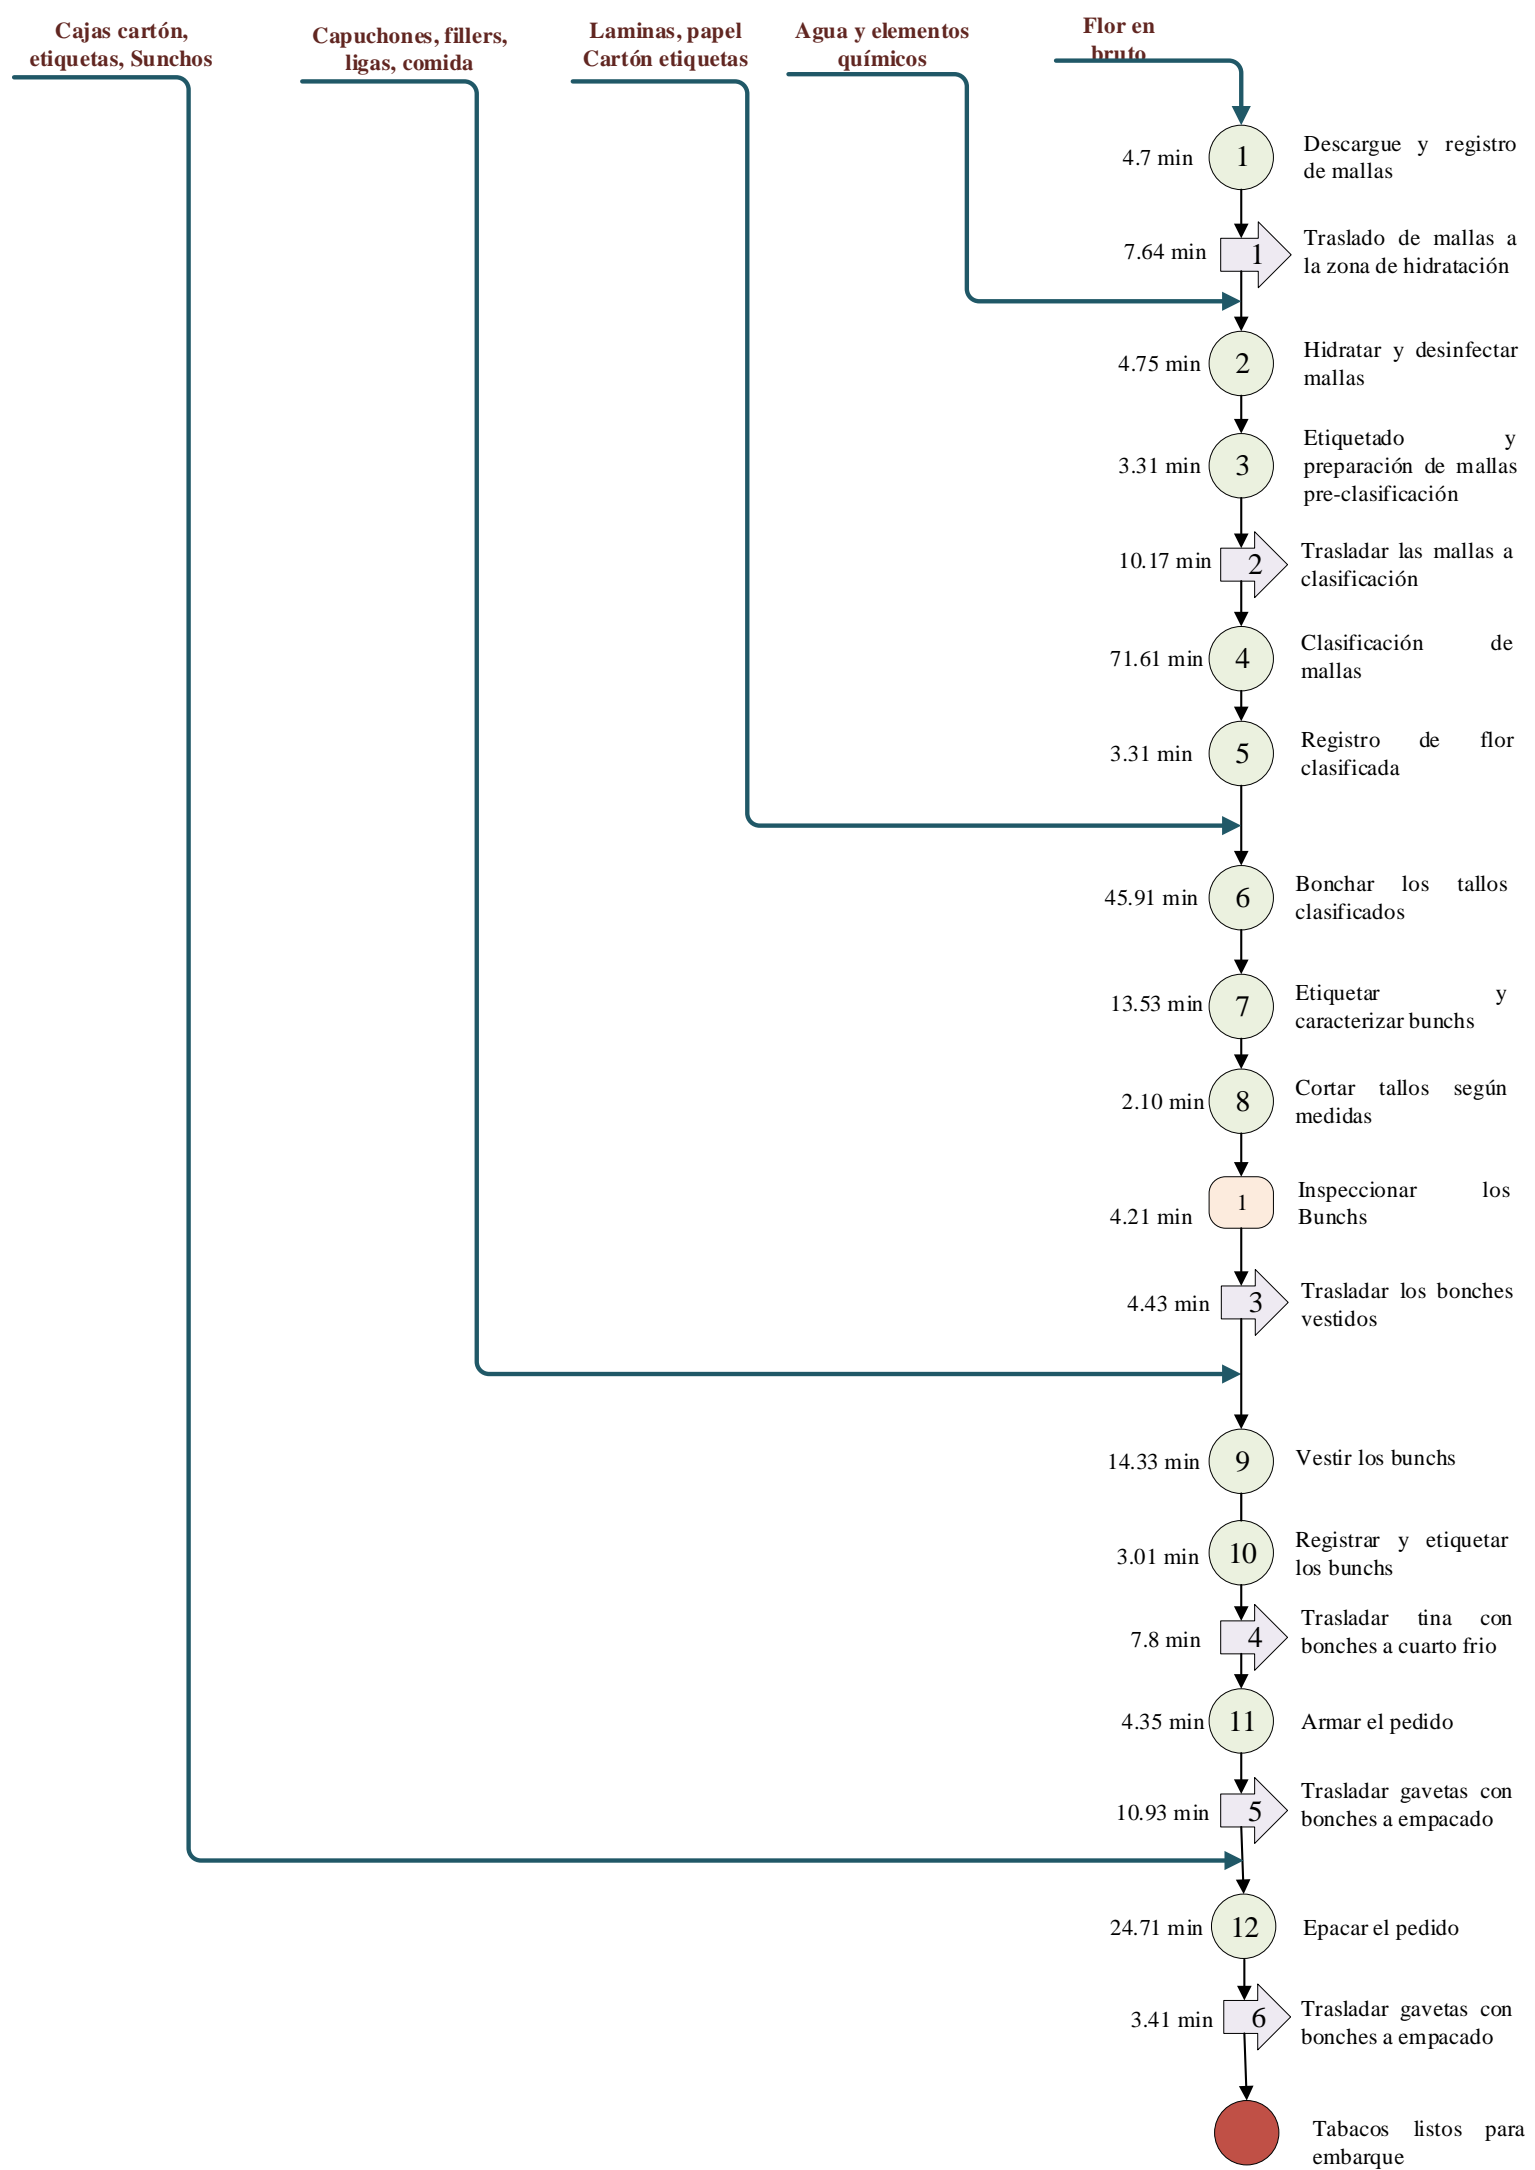 Cajas cartón,
etiquetas, Sunchos
Capuchones, fillers,
ligas, comida
Laminas, papel
Cartón etiquetas
Agua y elementos
químicos
Flor en
bruto
4.7 min
1
Descargue y registro
de mallas
7.64 min
1
Traslado de mallas a
la zona de hidratación
4.75 min
2
Hidratar y desinfectar
mallas
3.31 min
3
Etiquetado y
preparación de mallas
pre-clasificación
10.17 min
2
Trasladar las mallas a
clasificación
71.61 min
4
Clasificación de
mallas
3.31 min
5
Registro de flor
clasificada
45.91 min
6
Bonchar los tallos
clasificados
13.53 min
7
Etiquetar y
caracterizar bunchs
2.10 min
8
Cortar tallos según
medidas
4.21 min
1
Inspeccionar los
Bunchs
4.43 min
3
Trasladar los bonches
vestidos
14.33 min
9
Vestir los bunchs
3.01 min
10
Registrar y etiquetar
los bunchs
7.8 min
4
Trasladar tina con
bonches a cuarto frio
4.35 min
11
Armar el pedido
10.93 min
5
Trasladar gavetas con
bonches a empacado
24.71 min
12
Epacar el pedido
3.41 min
6
Trasladar gavetas con
bonches a empacado
Tabacos listos para
embarque